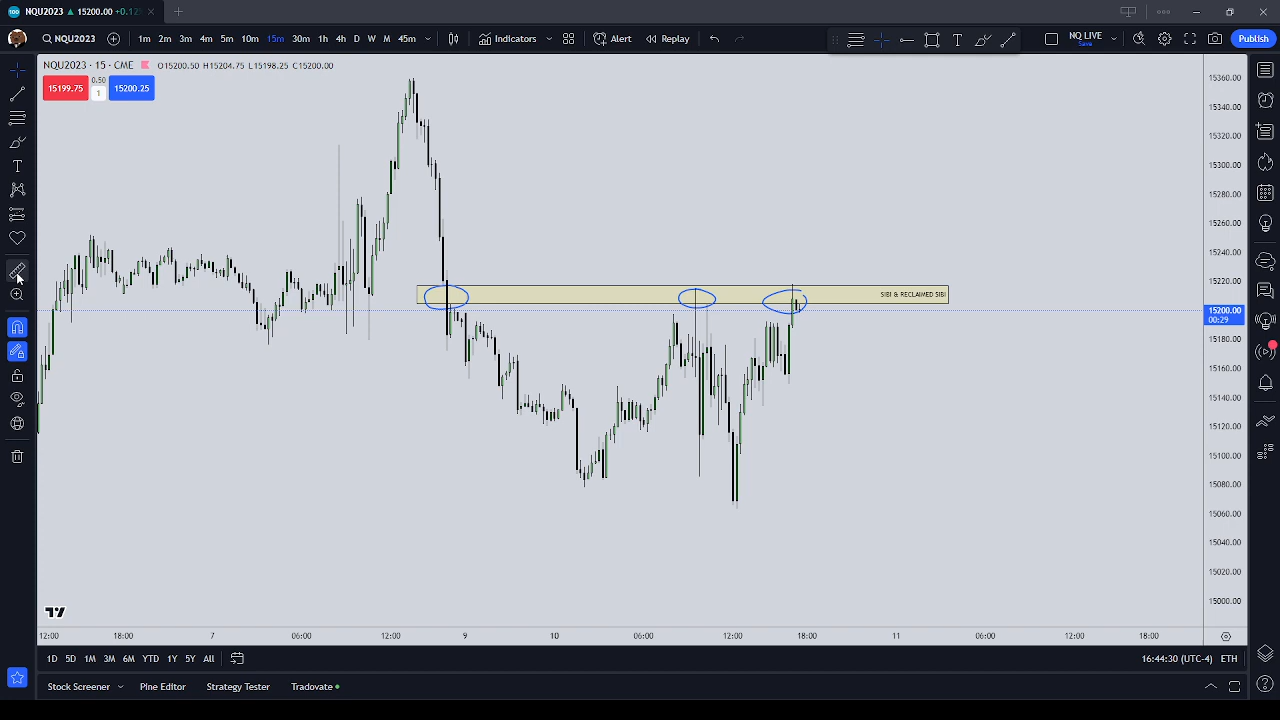 NQU2023 ▲ 15200.00 +0.12
NQU2023 1m 2m 3m 4m 5m 10m 15m 30m 1h 4h D W M 45m Indicators Alert Replay NQ LIVE Save Publish
NQU2023 · 15 · CME O15200.50 H15204.75 L15198.25 C15200.00
15199.75 0.50 1 15200.25
15360.00
15340.00
15320.00
15300.00
15280.00
15260.00
15240.00
15220.00
SIBI & RECLAIMED SIBI
15200.00
00:29
15180.00
15160.00
15140.00
15120.00
15100.00
15080.00
15060.00
15040.00
15020.00
15000.00
12:00 18:00 7 06:00 12:00 9 10 06:00 12:00 18:00 11 06:00 12:00 18:00
1D 5D 1M 3M 6M YTD 1Y 5Y All 16:44:30 (UTC-4) ETH
Stock Screener Pine Editor Strategy Tester Tradovate